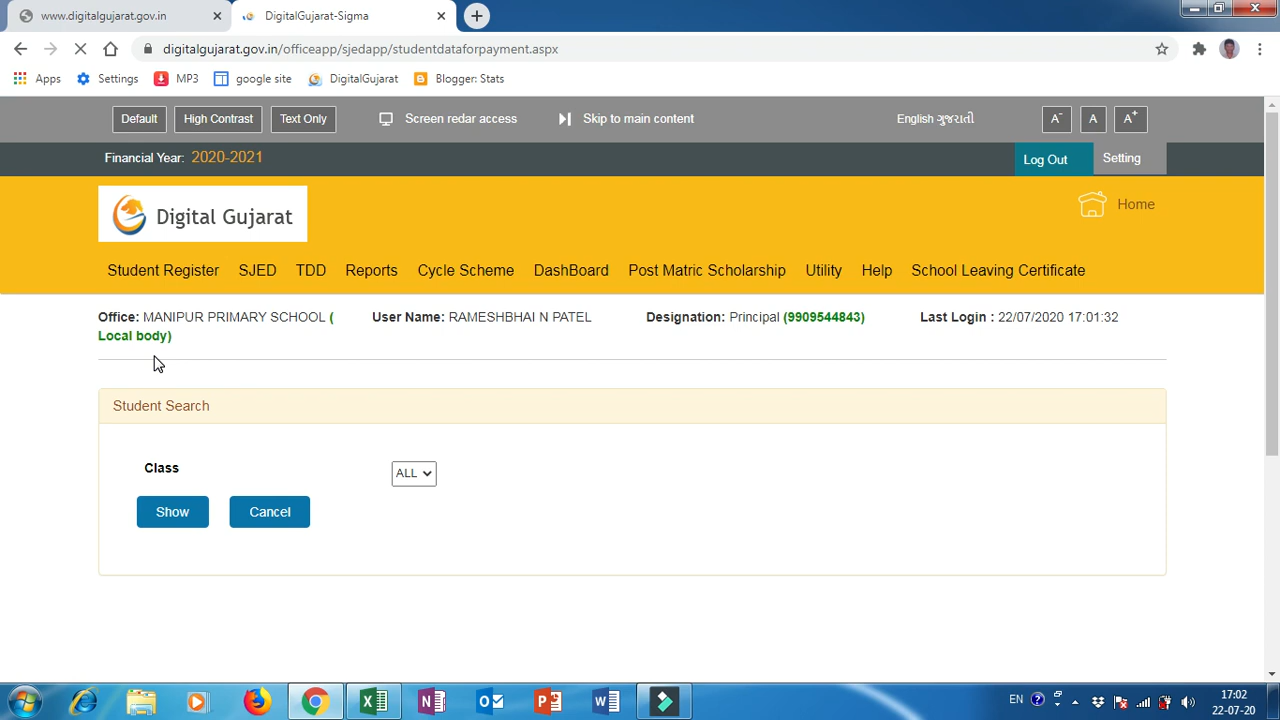 www.digitalgujarat.gov.in
DigitalGujarat-Sigma
digitalgujarat.gov.in/officeapp/sjedapp/studentdataforpayment.aspx
Apps Settings MP3 google site DigitalGujarat Blogger: Stats
Default High Contrast Text Only Screen redar access Skip to main content English ગુજરાતી A- A A+
Financial Year: 2020-2021 Log Out Setting
Digital Gujarat Home
Student Register SJED TDD Reports Cycle Scheme DashBoard Post Matric Scholarship Utility Help School Leaving Certificate
Office: MANIPUR PRIMARY SCHOOL ( User Name: RAMESHBHAI N PATEL Designation: Principal (9909544843) Last Login : 22/07/2020 17:01:32
Local body)
Student Search
Class ALL
Show Cancel
EN 17:02
22-07-20